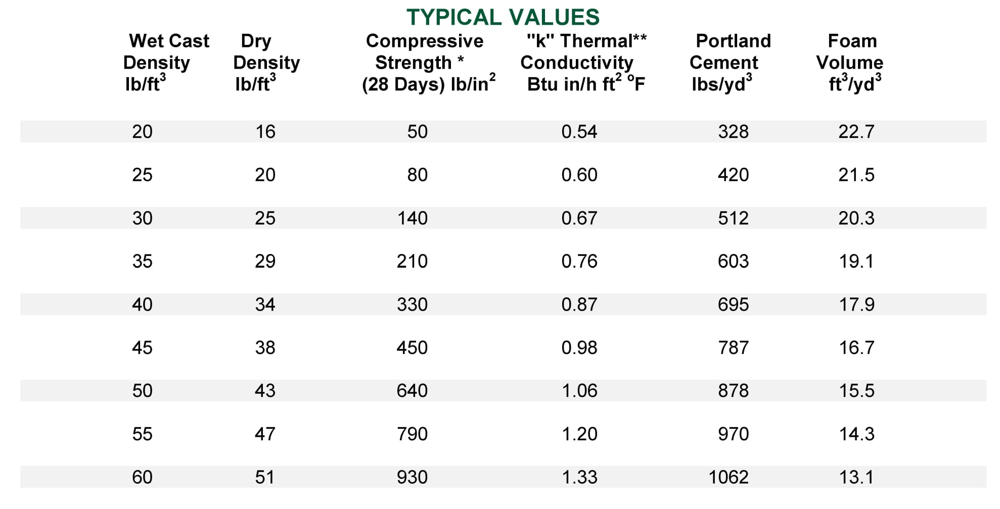 TYPICAL VALUES
Wet Cast Dry Compressive "k" Thermal** Portland Foam
Density Density Strength * Conductivity Cement Volume
lb/ft³ lb/ft³ (28 Days) lb/in² Btu in/h ft² ºF lbs/yd³ ft³/yd³
20 16 50 0.54 328 22.7
25 20 80 0.60 420 21.5
30 25 140 0.67 512 20.3
35 29 210 0.76 603 19.1
40 34 330 0.87 695 17.9
45 38 450 0.98 787 16.7
50 43 640 1.06 878 15.5
55 47 790 1.20 970 14.3
60 51 930 1.33 1062 13.1